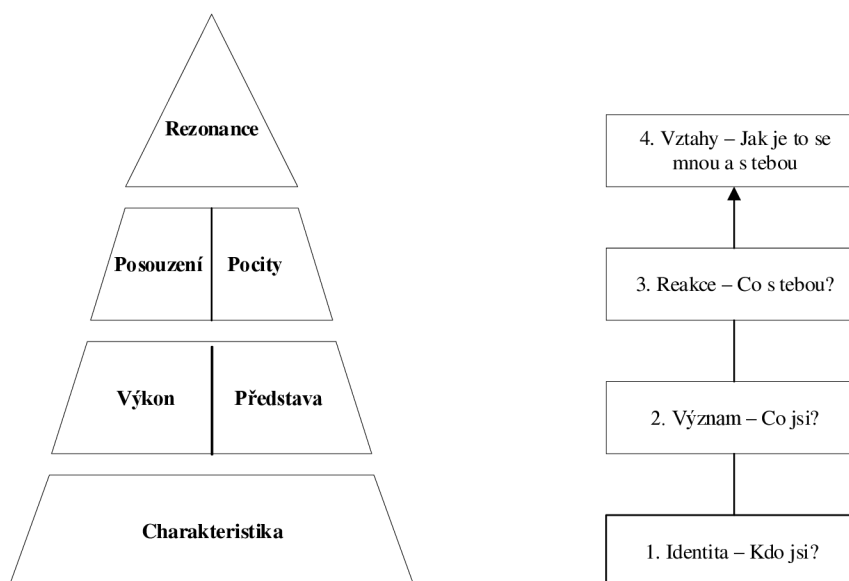 Rezonance
4. Vztahy – Jak je to se
mnou a s tebou
Posouzení Pocity
3. Reakce – Co s tebou?
Výkon Představa
2. Význam – Co jsi?
Charakteristika
1. Identita – Kdo jsi?